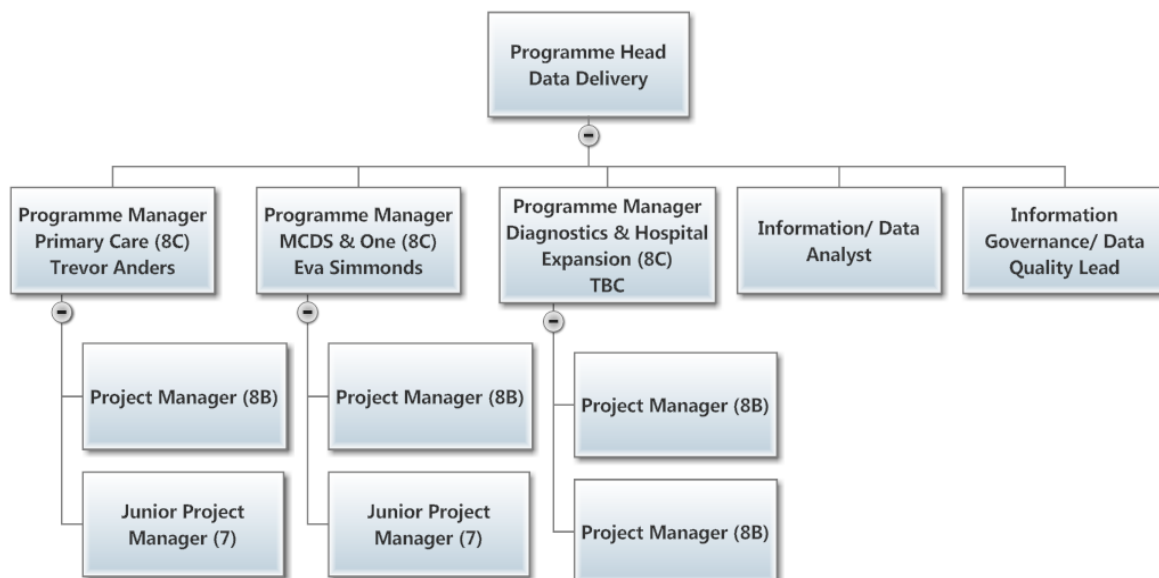 Programme Head
Data Delivery
Programme Manager
Primary Care (8C)
Trevor Anders
Programme Manager
MCDS & One (8C)
Eva Simmonds
Programme Manager
Diagnostics & Hospital
Expansion (8C)
TBC
Information/ Data
Analyst
Information
Governance/ Data
Quality Lead
Project Manager (8B)
Junior Project
Manager (7)
Project Manager (8B)
Junior Project
Manager (7)
Project Manager (8B)
Project Manager (8B)